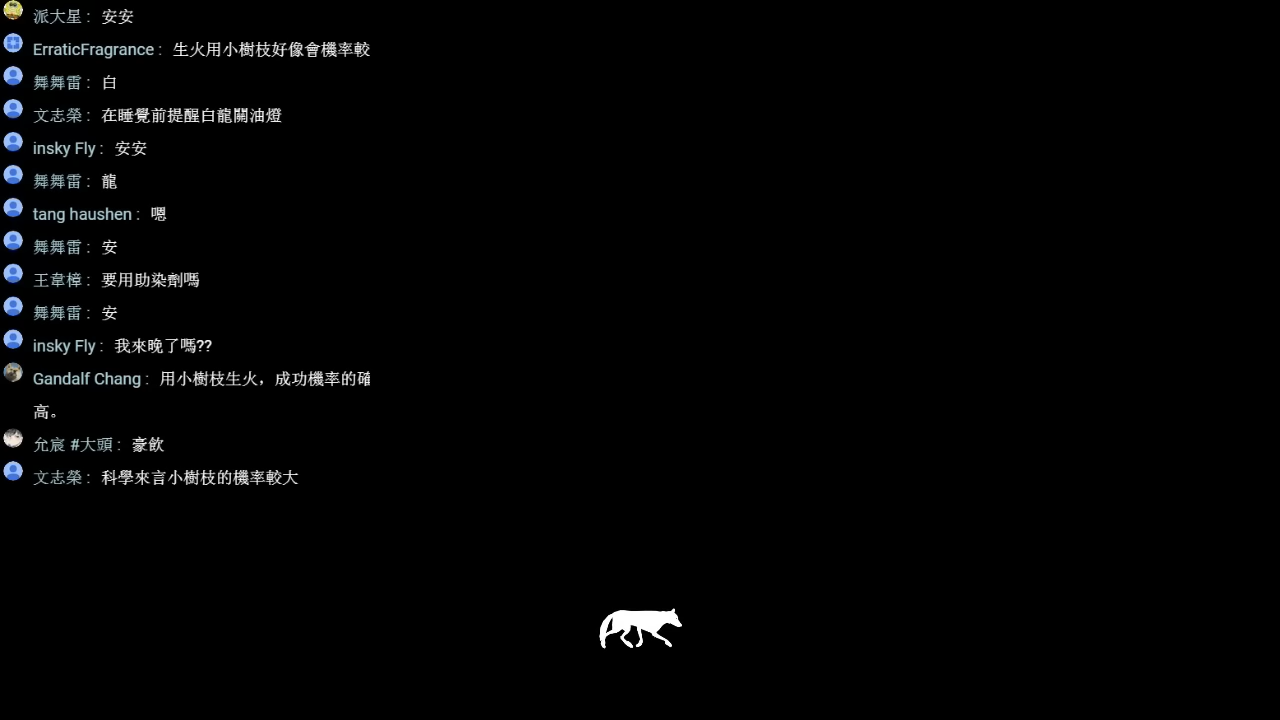 派大星： 安安
ErraticFragrance： 生火用小樹枝好像會機率較
舞舞雷： 白
文志榮： 在睡覺前提醒白龍關油燈
insky Fly： 安安
舞舞雷： 龍
tang haushen： 嗯
舞舞雷： 安
王韋樟： 要用助染劑嗎
舞舞雷： 安
insky Fly： 我來晚了嗎??
Gandalf Chang： 用小樹枝生火，成功機率的確
高。
允宸 #大頭： 豪飲
文志榮： 科學來言小樹枝的機率較大